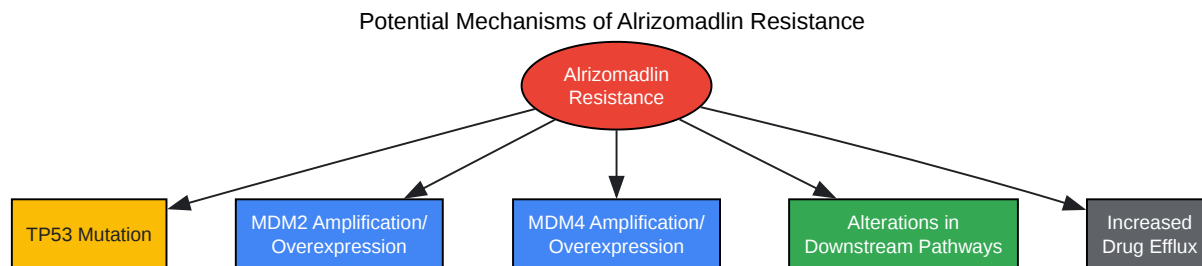 Potential Mechanisms of Alrizomadlin Resistance
Alrizomadlin
Resistance
TP53 Mutation
MDM2 Amplification/
Overexpression
MDM4 Amplification/
Overexpression
Alterations in
Downstream Pathways
Increased
Drug Efflux